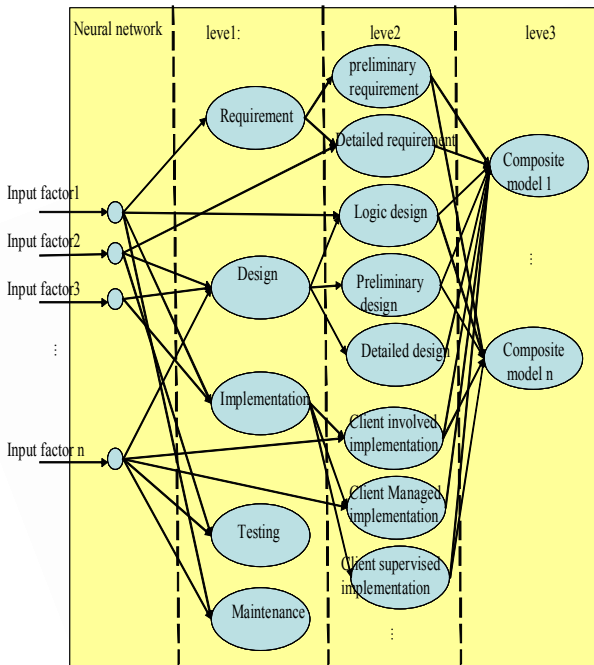 Neural network
leve1:
leve2
leve3
preliminary
requirement
Requirement
Detailed requirement
Composite
model 1
Input factor1
Logic design
Input factor2
Design
Input factor3
Preliminary
design
⋮
⋮
Detailed design
Composite
model n
Implementation
Client involved
implementation
Input factor n
Client Managed
implementation
Testing
Client supervised
implementation
Maintenance
⋮